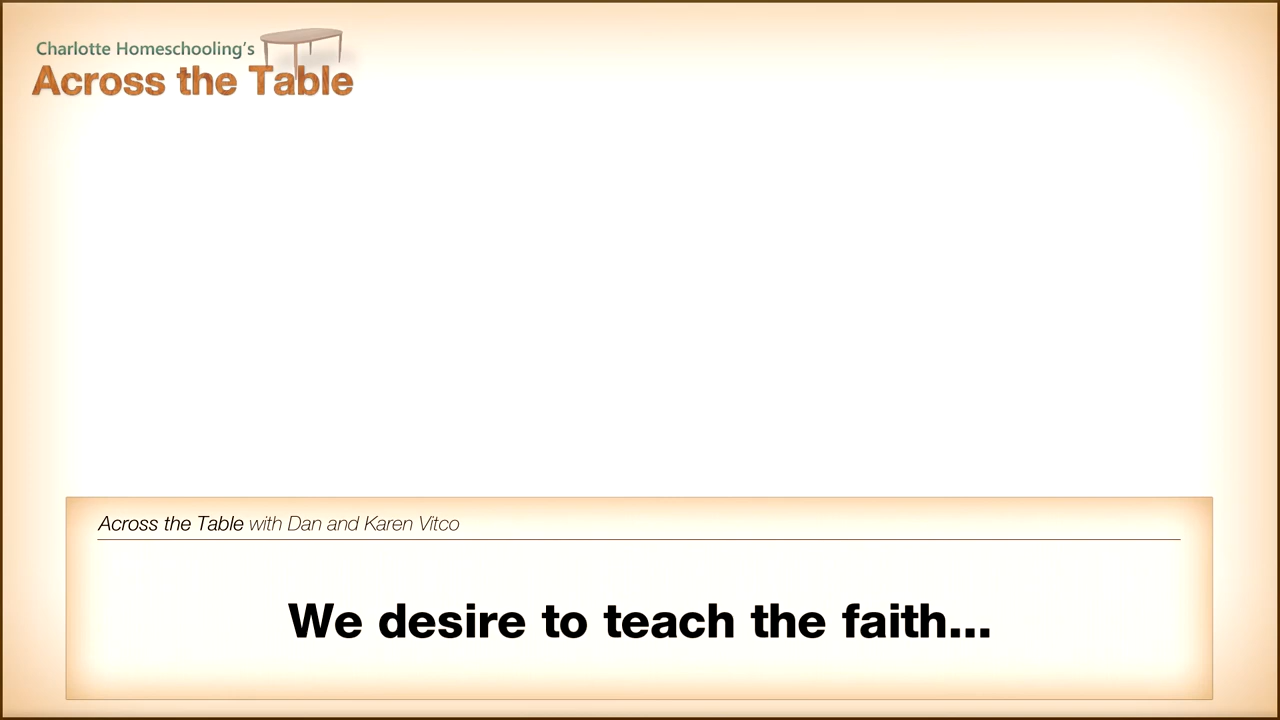 Charlotte Homeschooling's
Across the Table
Across the Table with Dan and Karen Vitco
We desire to teach the faith...